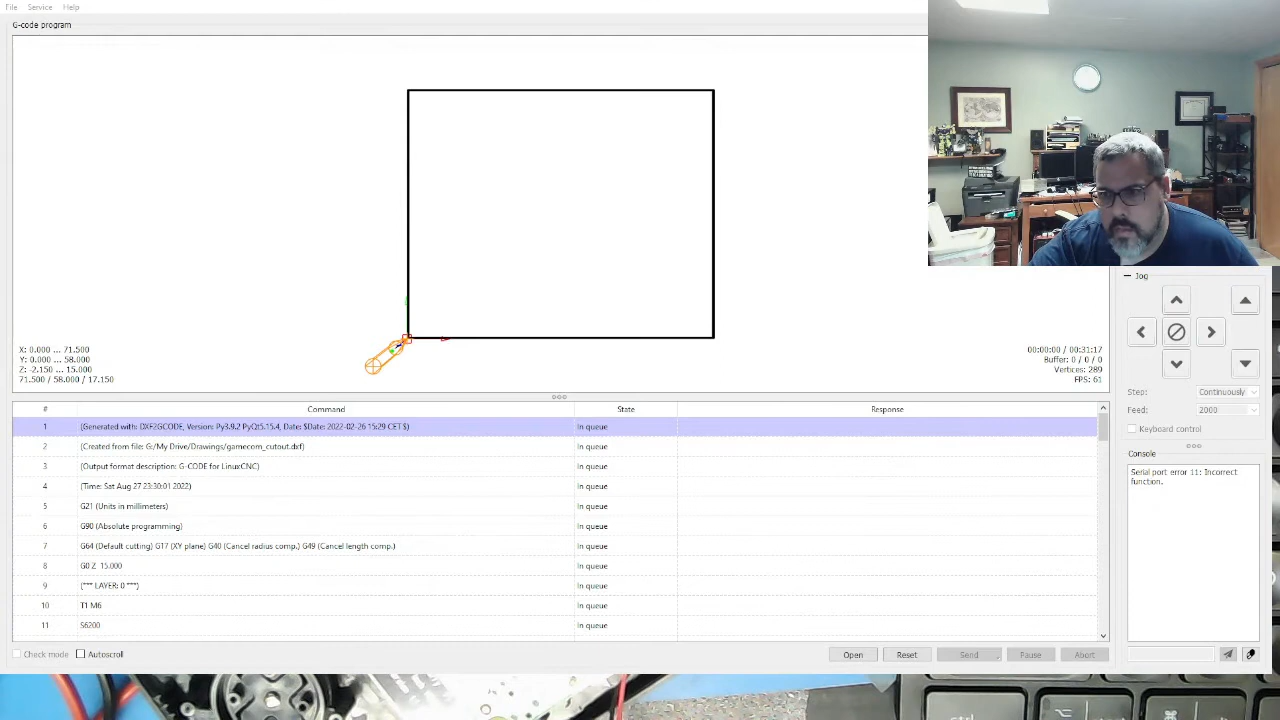 File Service Help
G-code program
X: 0.000 ... 71.500
Y: 0.000 ... 58.000
Z: -2.150 ... 15.000
71.500 / 58.000 / 17.150
00:00:00 / 00:31:17
Buffer: 0 / 0 / 0
Vertices: 289
FPS: 61
# Command State Response
1 (Generated with: DXF2GCODE, Version: Py3.9.2 PyQt5.15.4, Date: $Date: 2022-02-26 15:29 CET $) In queue
2 (Created from file: G:/My Drive/Drawings/gamecom_cutout.dxf) In queue
3 (Output format description: G-CODE for LinuxCNC) In queue
4 (Time: Sat Aug 27 23:30:01 2022) In queue
5 G21 (Units in millimeters) In queue
6 G90 (Absolute programming) In queue
7 G64 (Default cutting) G17 (XY plane) G40 (Cancel radius comp.) G49 (Cancel length comp.) In queue
8 G0 Z 15.000 In queue
9 (*** LAYER: 0 ***) In queue
10 T1 M6 In queue
11 S6200 In queue
Check mode Autoscroll Open Reset Send Pause Abort
Jog
Step: Continuously
Feed: 2000
Keyboard control
Console
Serial port error 11: Incorrect
function.
ctrl